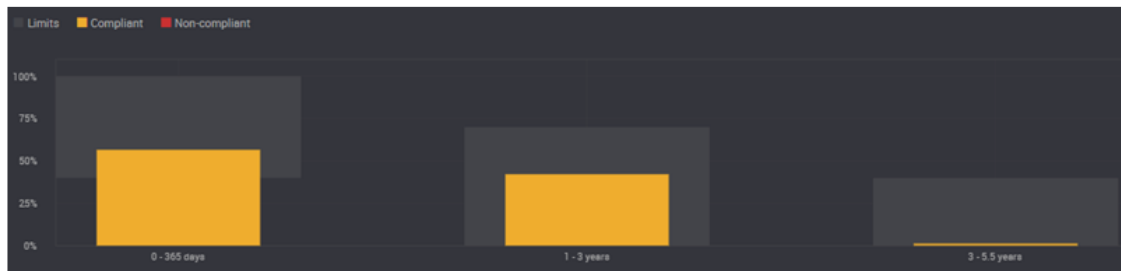 Limits Compliant Non-compliant
100%
75%
50%
25%
0%
0 - 365 days 1 - 3 years 3 - 5.5 years